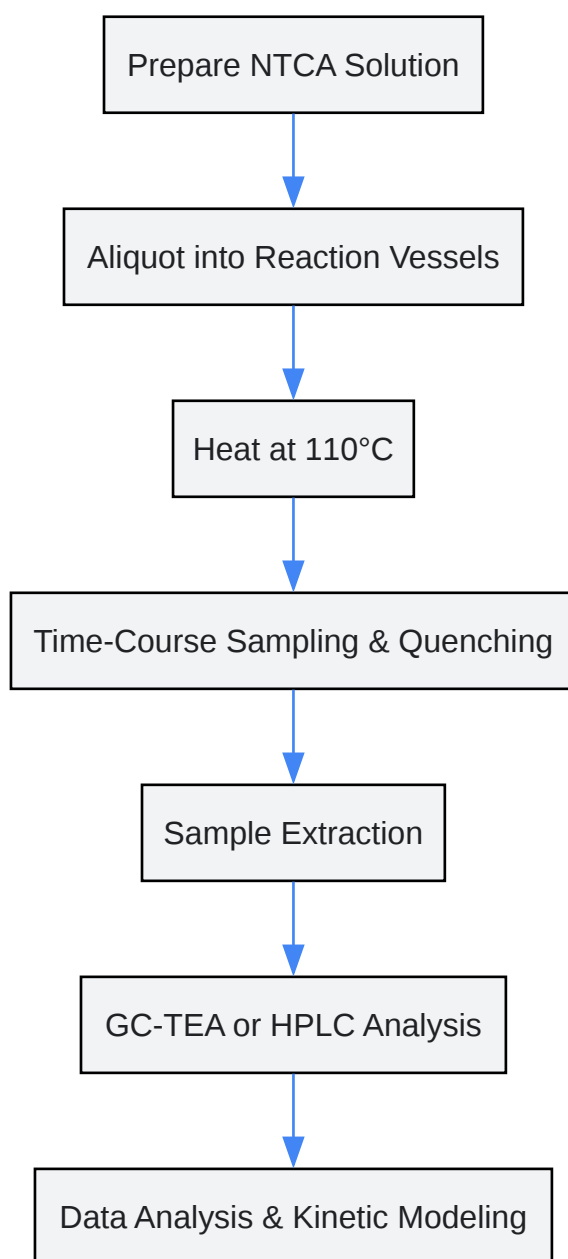 Prepare NTCA Solution
Aliquot into Reaction Vessels
Heat at 110°C
Time-Course Sampling & Quenching
Sample Extraction
GC-TEA or HPLC Analysis
Data Analysis & Kinetic Modeling